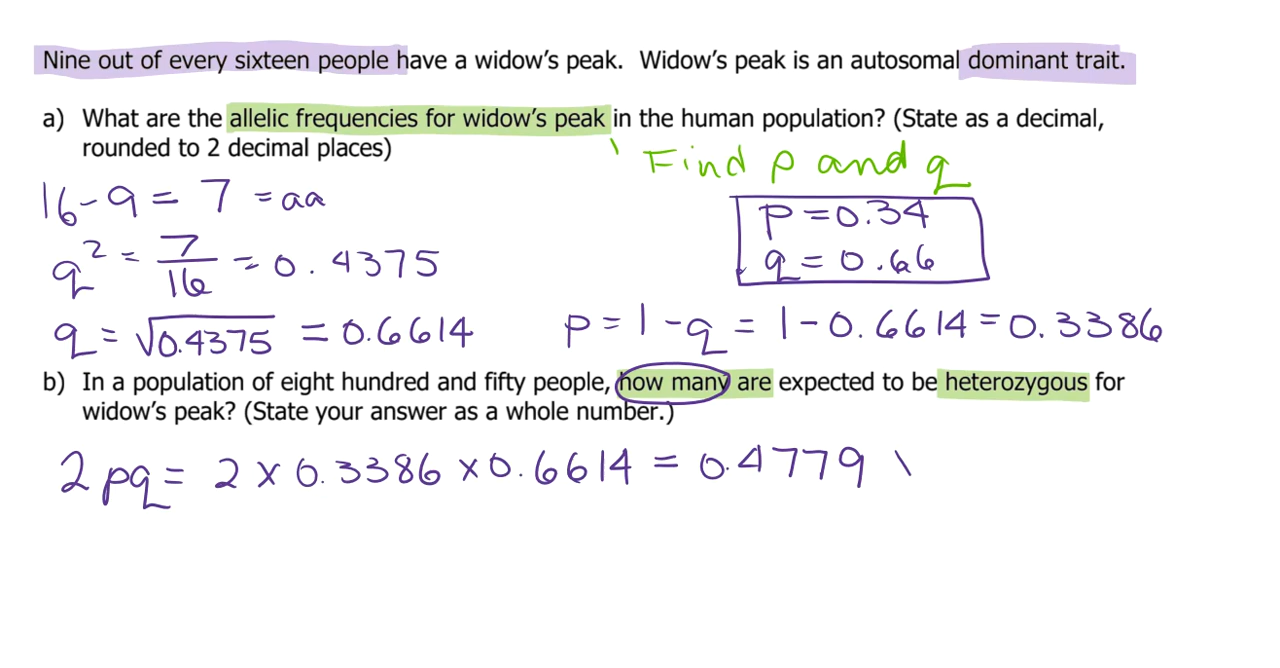 Nine out of every sixteen people have a widow's peak. Widow's peak is an autosomal dominant trait.
a) What are the allelic frequencies for widow's peak in the human population? (State as a decimal,
rounded to 2 decimal places)
Find p and q
16-9 = 7 = aa
p = 0.34
q² = 7/16 = 0.4375
q = 0.66
q = √0.4375 = 0.6614
p = 1 - q = 1 - 0.6614 = 0.3386
b) In a population of eight hundred and fifty people, how many are expected to be heterozygous for
widow's peak? (State your answer as a whole number.)
2pq = 2 x 0.3386 x 0.6614 = 0.4779 \